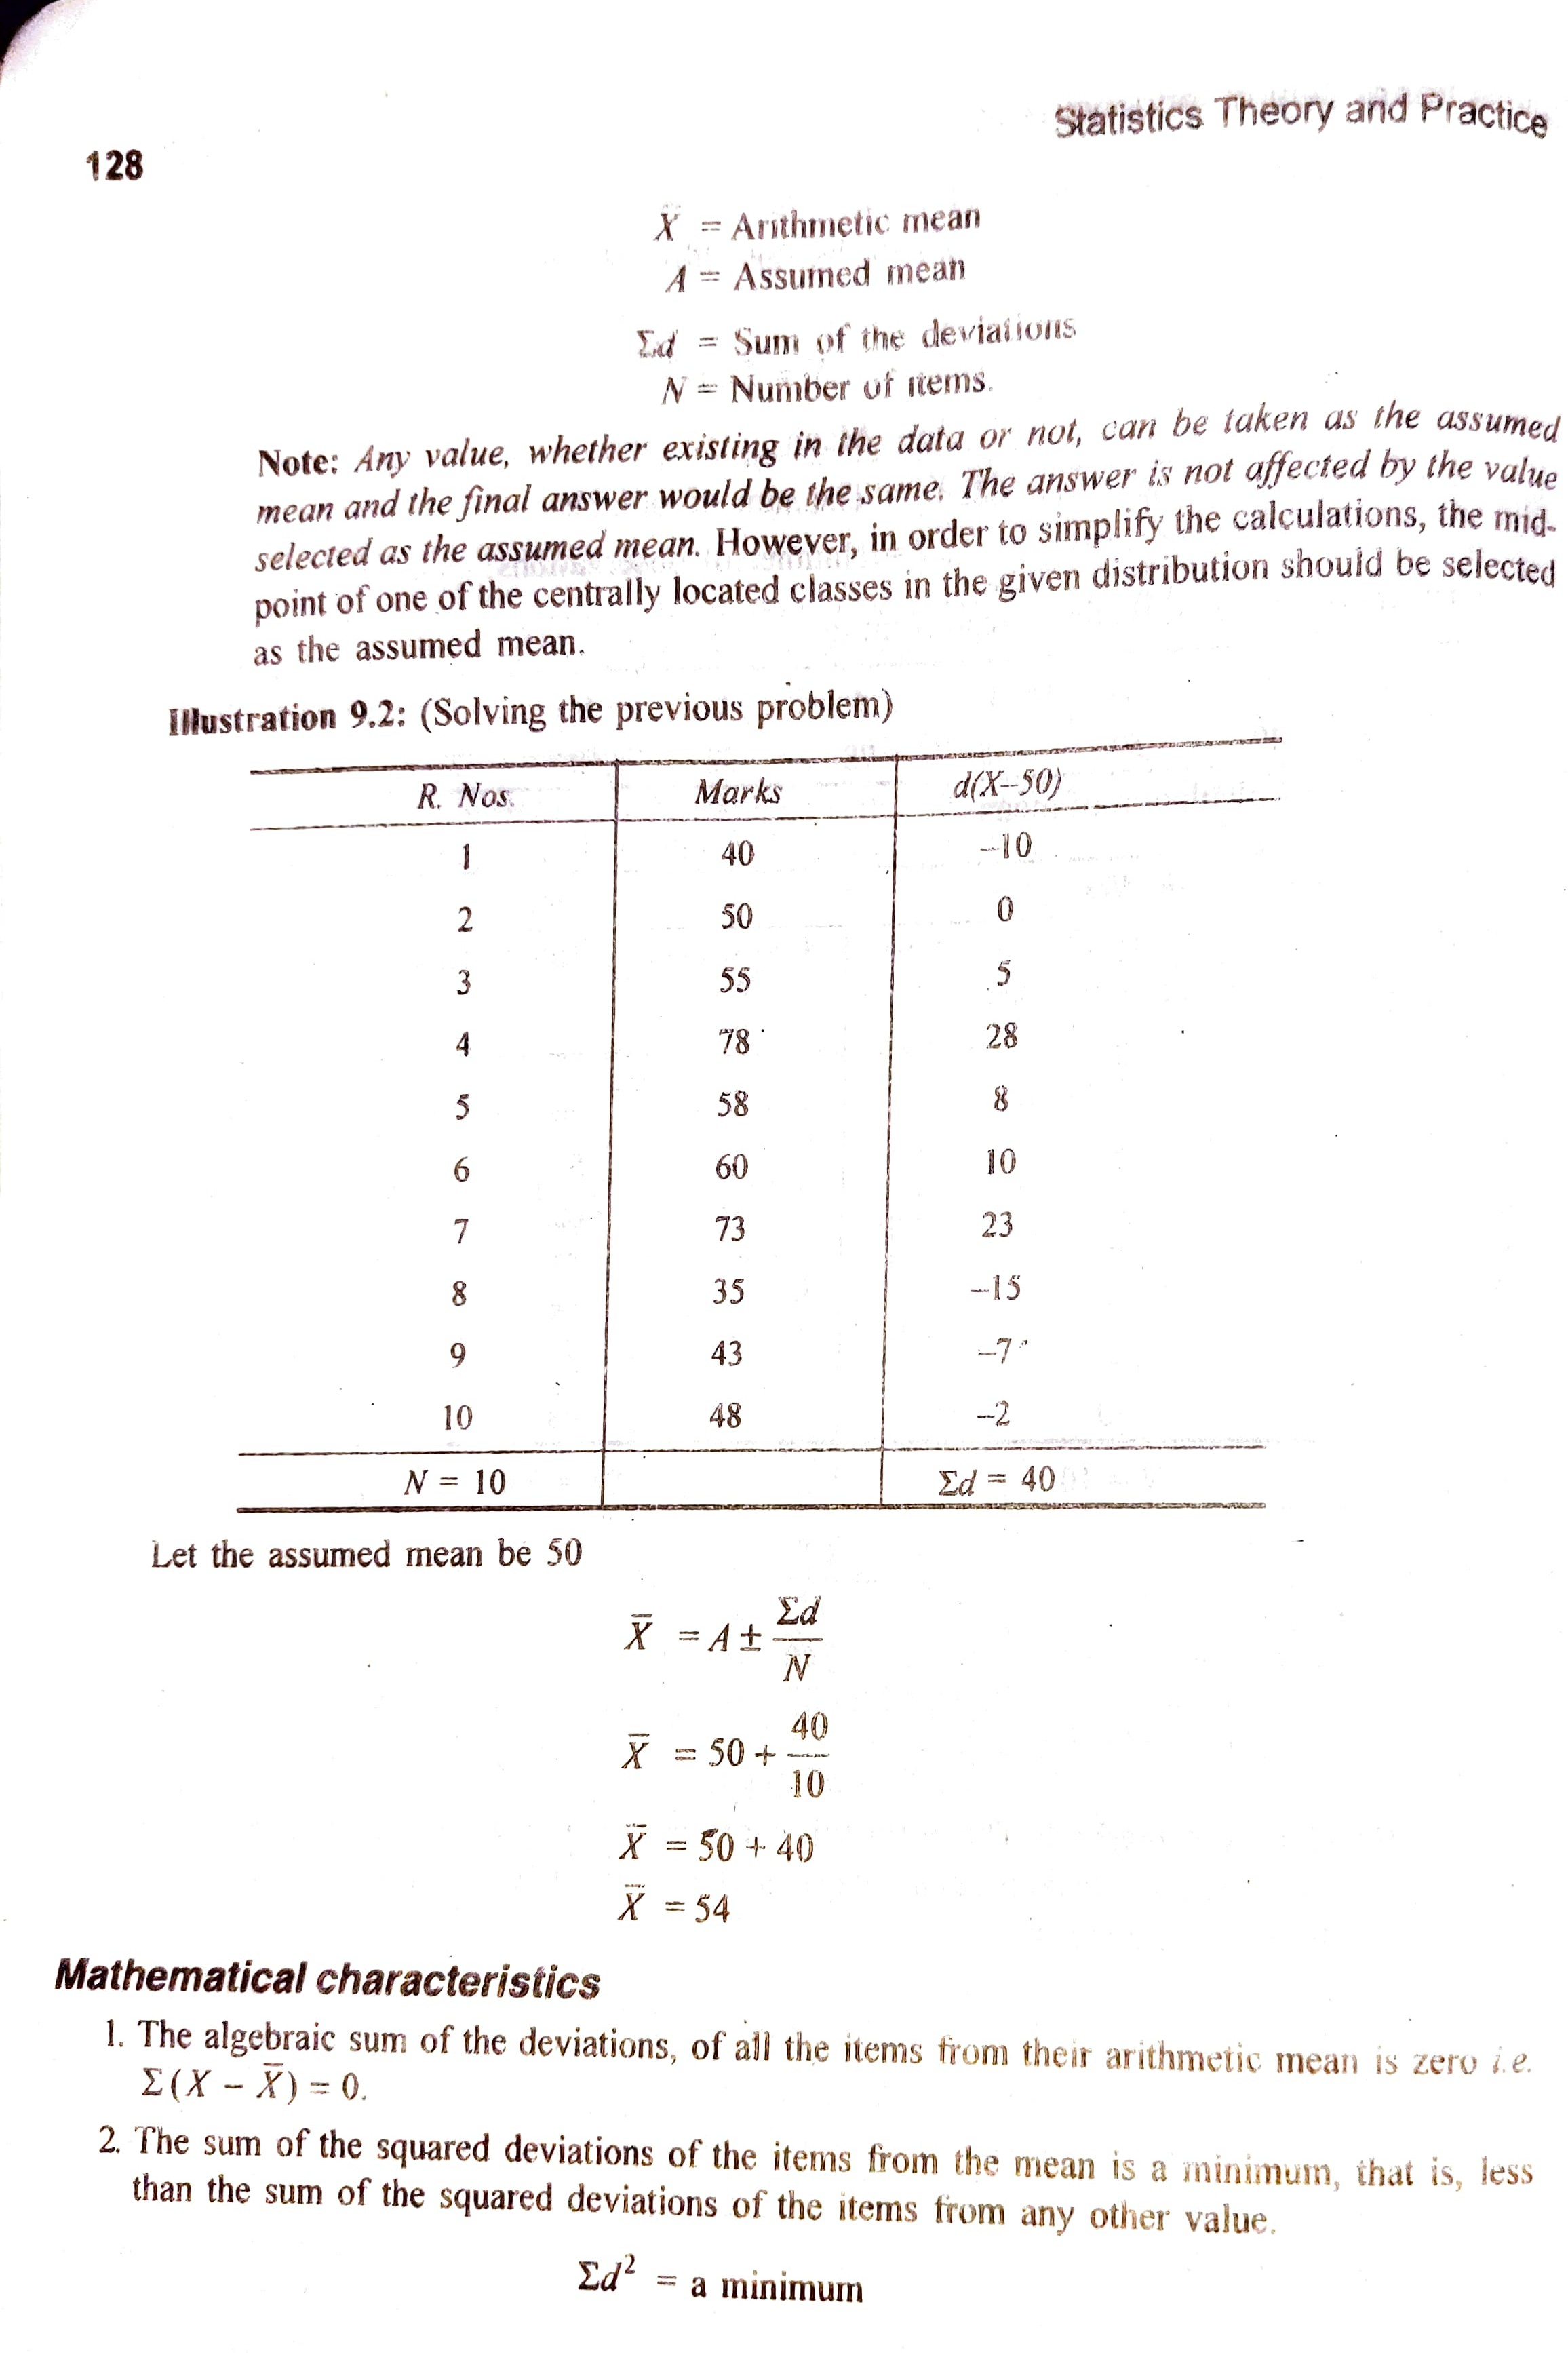 Statistics Theory and Practice
128
X̄ = Arithmetic mean
A = Assumed mean
Σd = Sum of the deviations
N = Number of items.
Note: Any value, whether existing in the data or not, can be taken as the assumed
mean and the final answer would be the same. The answer is not affected by the value
selected as the assumed mean. However, in order to simplify the calculations, the mid-
point of one of the centrally located classes in the given distribution should be selected
as the assumed mean.
Illustration 9.2: (Solving the previous problem)
R. Nos. Marks d(X–50)
1 40 –10
2 50 0
3 55 5
4 78 28
5 58 8
6 60 10
7 73 23
8 35 –15
9 43 –7
10 48 –2
N = 10 Σd = 40
Let the assumed mean be 50
X̄ = A ± Σd/N
X̄ = 50 + 40/10
X̄ = 50 + 40
X̄ = 54
Mathematical characteristics
1. The algebraic sum of the deviations, of all the items from their arithmetic mean is zero i.e.
Σ(X – X̄) = 0.
2. The sum of the squared deviations of the items from the mean is a minimum, that is, less
than the sum of the squared deviations of the items from any other value.
Σd² = a minimum